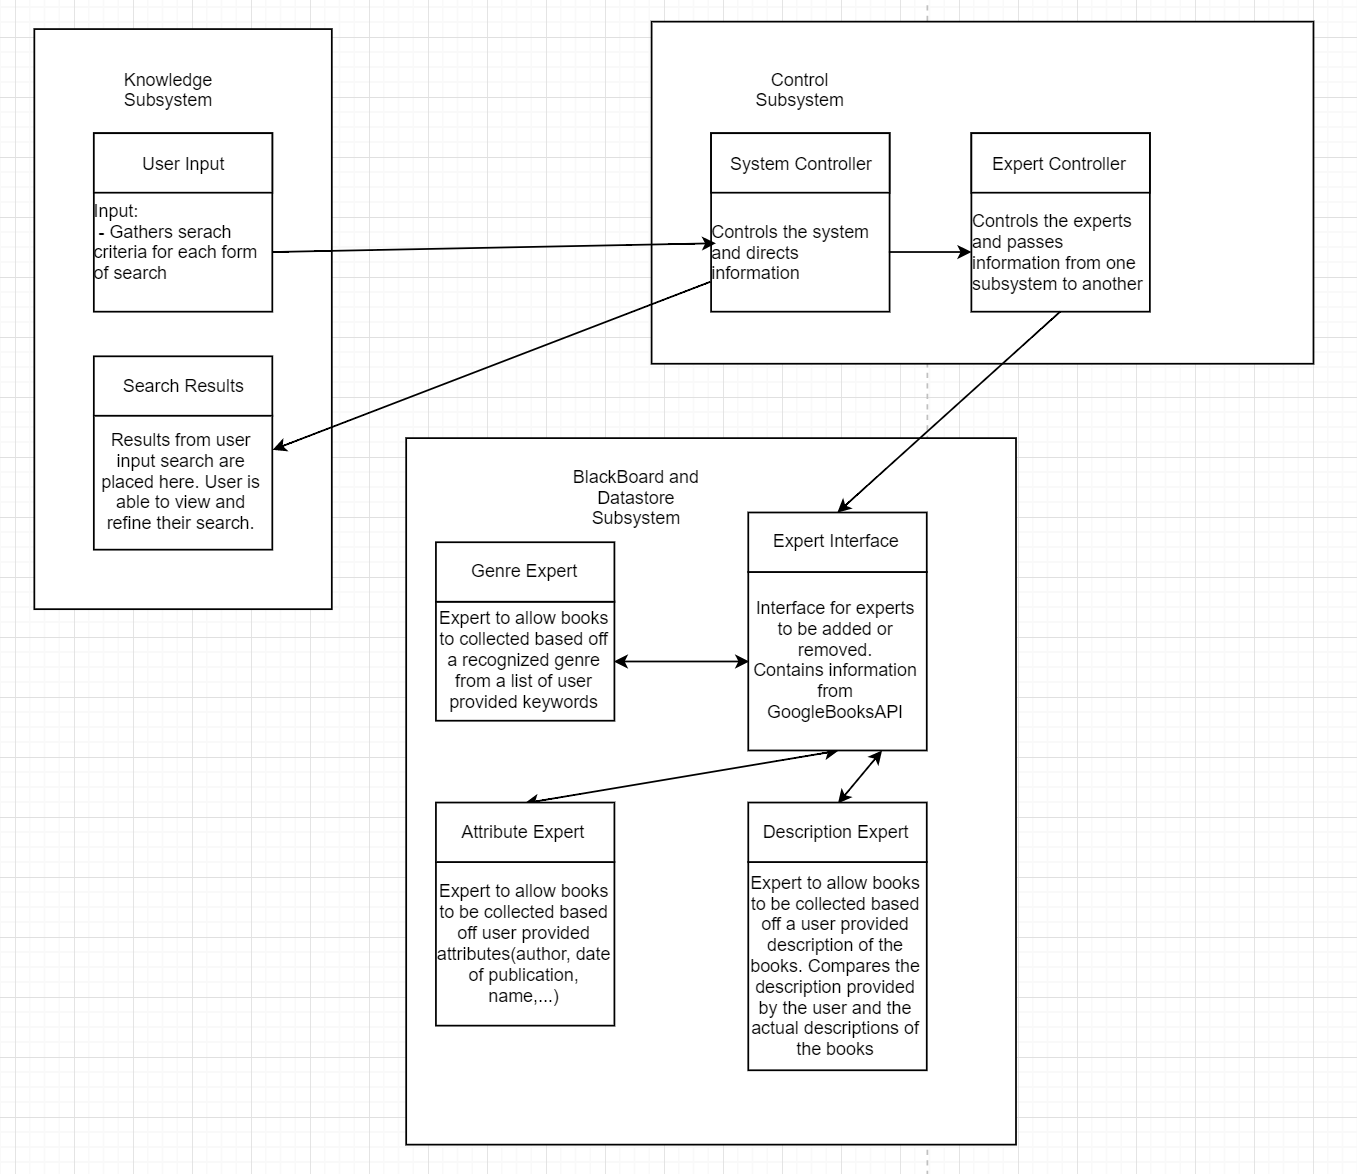 Knowledge
Subsystem
User Input
Input:
- Gathers serach
criteria for each form
of search
Search Results
Results from user
input search are
placed here. User is
able to view and
refine their search.
Control
Subsystem
System Controller
Controls the system
and directs
information
Expert Controller
Controls the experts
and passes
information from one
subsystem to another
BlackBoard and
Datastore
Subsystem
Genre Expert
Expert to allow books
to collected based off
a recognized genre
from a list of user
provided keywords
Expert Interface
Interface for experts
to be added or
removed.
Contains information
from
GoogleBooksAPI
Attribute Expert
Expert to allow books
to be collected based
off user provided
attributes(author, date
of publication,
name,...)
Description Expert
Expert to allow books
to be collected based
off a user provided
description of the
books. Compares the
description provided
by the user and the
actual descriptions of
the books